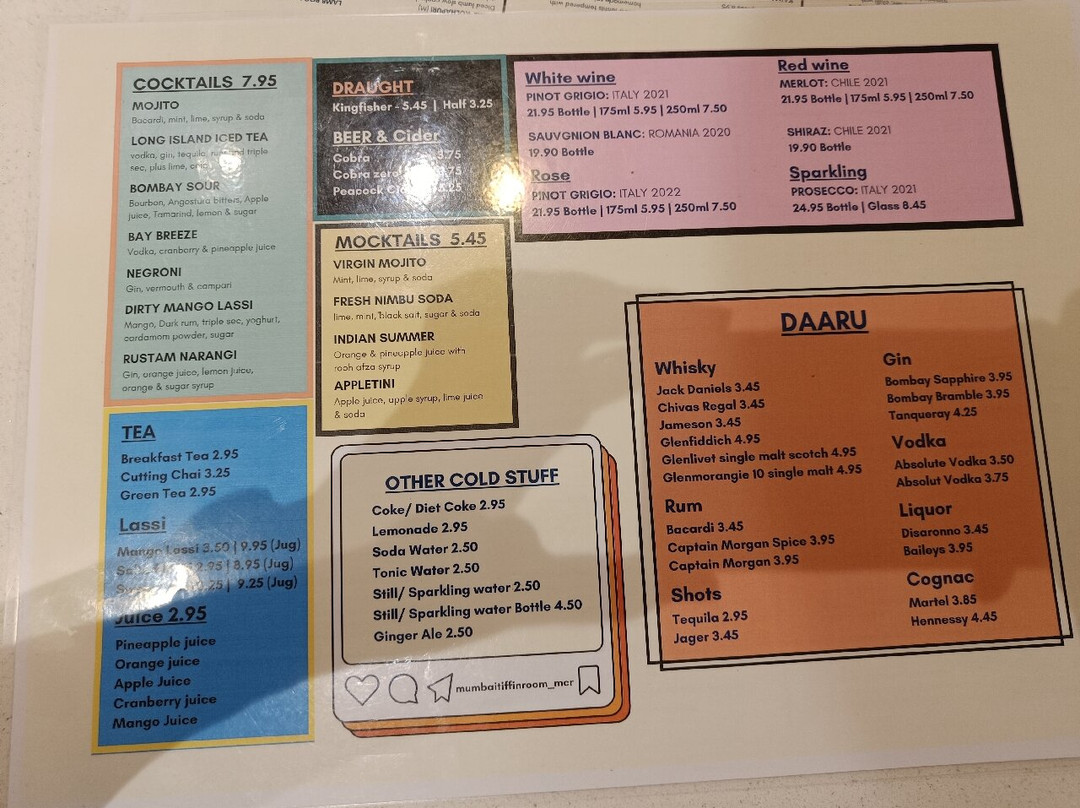 COCKTAILS 7.95
MOJITO
Bacardi, mint, lime, syrup & soda
LONG ISLAND ICED TEA
vodka, gin, tequila, rum and triple
sec, plus lime,
BOMBAY SOUR
Bourbon, Angostura bitters, Apple
juice, Tamarind, lemon & sugar
BAY BREEZE
Vodka, cranberry & pineapple juice
NEGRONI
Gin, vermouth & campari
DIRTY MANGO LASSI
Mango, Dark rum, triple sec, yoghurt,
cardamom powder, sugar
RUSTAM NARANGI
Gin, orange juice, lemon juice,
orange & sugar syrup
TEA
Breakfast Tea 2.95
Cutting Chai 3.25
Green Tea 2.95
Lassi
Mango Lassi 3.50 | 9.95 (Jug)
2.95 | 8.95 (Jug)
| 9.25 (Jug)
Juice 2.95
Pineapple juice
Orange juice
Apple Juice
Cranberry juice
Mango Juice
DRAUGHT
Kingfisher - 5.45 | Half 3.25
BEER & Cider
Cobra 3.75
Cobra zero
Peacock
MOCKTAILS 5.45
VIRGIN MOJITO
Mint, lime, syrup & soda
FRESH NIMBU SODA
lime, mint, black salt, sugar & soda
INDIAN SUMMER
Orange & pineapple juice with
rooh afza syrup
APPLETINI
Apple juice, apple syrup, lime juice
& soda
OTHER COLD STUFF
Coke/ Diet Coke 2.95
Lemonade 2.95
Soda Water 2.50
Tonic Water 2.50
Still/ Sparkling water 2.50
Still/ Sparkling water Bottle 4.50
Ginger Ale 2.50
mumbaitiffinroom_mcr
White wine
PINOT GRIGIO: ITALY 2021
21.95 Bottle | 175ml 5.95 | 250ml 7.50
SAUVGNION BLANC: ROMANIA 2020
19.90 Bottle
Rose
PINOT GRIGIO: ITALY 2022
21.95 Bottle | 175ml 5.95 | 250ml 7.50
Red wine
MERLOT: CHILE 2021
21.95 Bottle | 175ml 5.95 | 250ml 7.50
SHIRAZ: CHILE 2021
19.90 Bottle
Sparkling
PROSECCO: ITALY 2021
24.95 Bottle | Glass 8.45
DAARU
Whisky
Jack Daniels 3.45
Chivas Regal 3.45
Jameson 3.45
Glenfiddich 4.95
Glenlivet single malt scotch 4.95
Glenmorangie 10 single malt 4.95
Rum
Bacardi 3.45
Captain Morgan Spice 3.95
Captain Morgan 3.95
Shots
Tequila 2.95
Jager 3.45
Gin
Bombay Sapphire 3.95
Bombay Bramble 3.95
Tanqueray 4.25
Vodka
Absolute Vodka 3.50
Absolut Vodka 3.75
Liquor
Disaronno 3.45
Baileys 3.95
Cognac
Martel 3.85
Hennessy 4.45